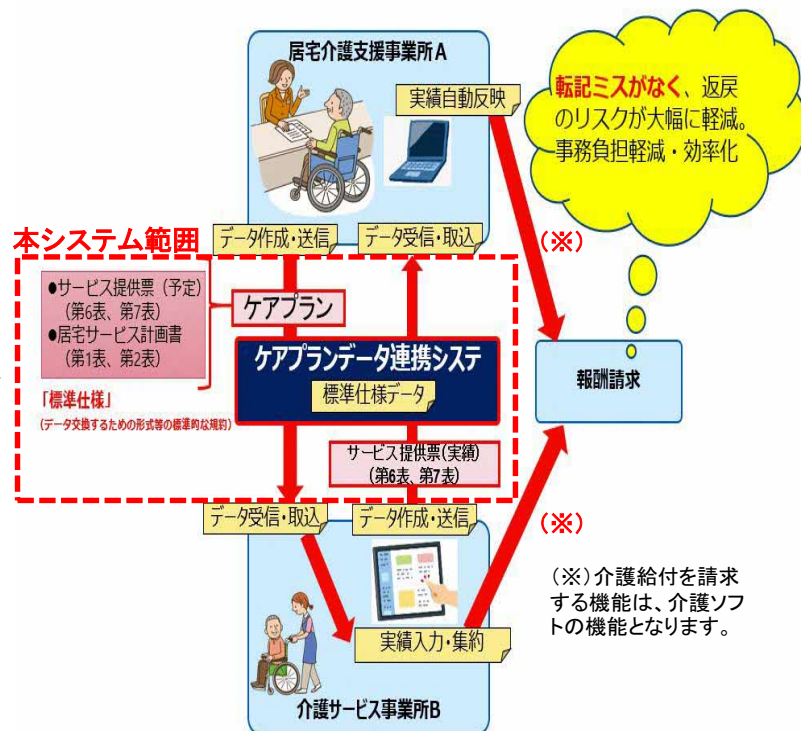 居宅介護支援事業所A
実績自動反映
転記ミスがなく、返戻
のリスクが大幅に軽減。
事務負担軽減・効率化
データ作成・送信
データ受信・取込
(※)
本システム範囲
●サービス提供票（予定）
(第6表、第7表)
●居宅サービス計画書
(第1表、第2表)
ケアプラン
「標準仕様」
(データ交換するための形式等の標準的な規約)
ケアプランデータ連携システ
標準仕様データ
報酬請求
サービス提供票(実績)
(第6表、第7表)
データ受信・取込
データ作成・送信
(※)
実績入力・集約
介護サービス事業所B
(※)介護給付を請求
する機能は、介護ソフ
トの機能となります。